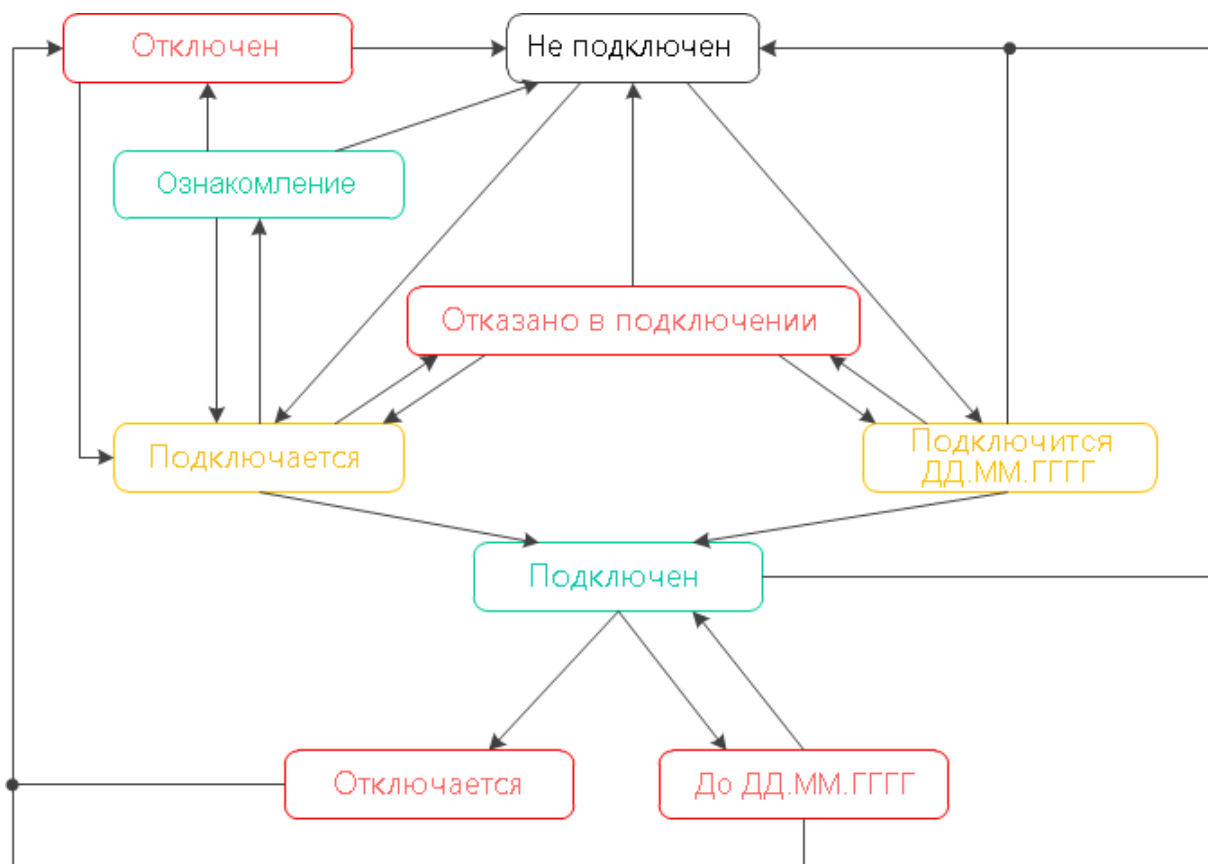 Отключен
Не подключен
Ознакомление
Отказано в подключении
Подключается
Подключится
ДД.ММ.ГГГГ
Подключен
Отключается
До ДД.ММ.ГГГГ